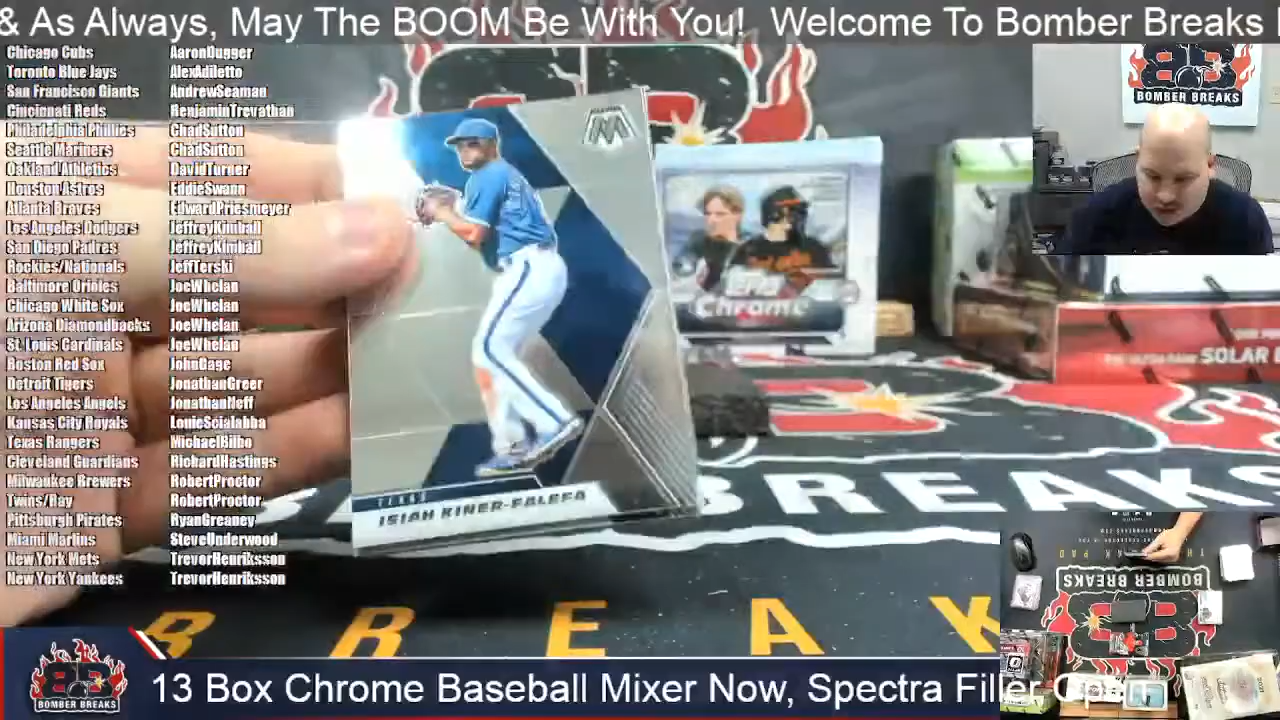 & As Always, May The BOOM Be With You! Welcome To Bomber Breaks
Chicago Cubs AaronDugger
Toronto Blue Jays AlexAdiletto
San Francisco Giants AndrewSeaman
Cincinnati Reds BenjaminTrevathan
Philadelphia Phillies ChadSutton
Seattle Mariners ChadSutton
Oakland Athletics DavidTurner
Houston Astros EddieSwann
Atlanta Braves EdwardPriesmeyer
Los Angeles Dodgers JeffreyKimball
San Diego Padres JeffreyKimball
Rockies/Nationals JeffTerski
Baltimore Orioles JoeWhelan
Chicago White Sox JoeWhelan
Arizona Diamondbacks JoeWhelan
St Louis Cardinals JoeWhelan
Boston Red Sox JohnGage
Detroit Tigers JonathanGreer
Los Angeles Angels JonathanNeff
Kansas City Royals LouieScialabba
Texas Rangers MichaelBilbo
Cleveland Guardians RichardHastings
Milwaukee Brewers RobertProctor
Twins/Ray RobertProctor
Pittsburgh Pirates RyanGreaney
Miami Marlins SteveUnderwood
New York Mets TrevorHenriksson
New York Yankees TrevorHenriksson
BOMBER BREAKS
Topps
Chrome
SOLAR
TEXAS
ISIAH KINER-FALEFA
BREAKS
BREAK
BOMBER BREAKS
BOMBER BREAKS
13 Box Chrome Baseball Mixer Now, Spectra Filler Open